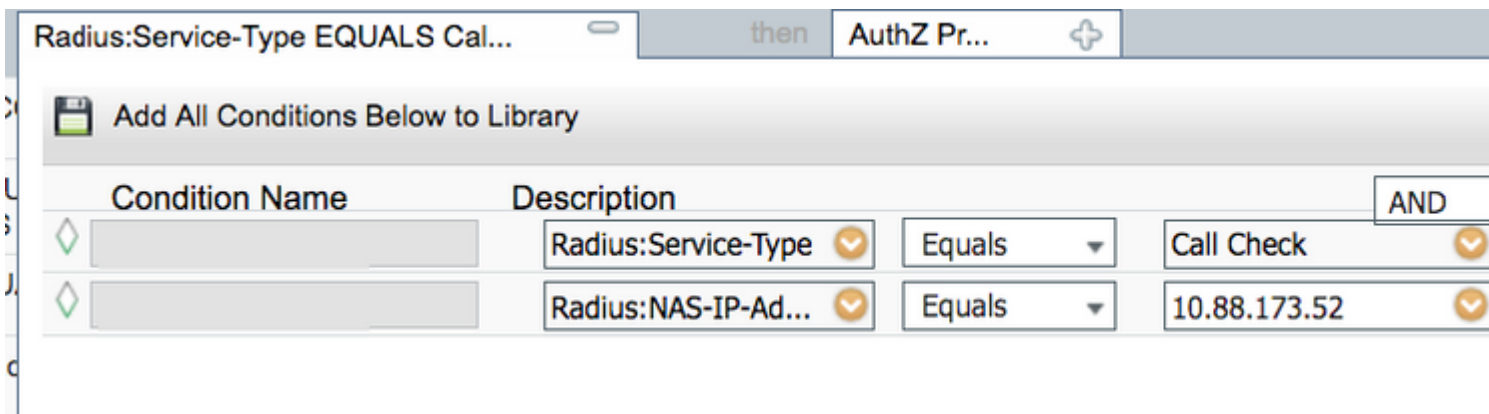 Radius:Service-Type EQUALS Cal... then AuthZ Pr...
Add All Conditions Below to Library
Condition Name Description AND
Radius:Service-Type Equals Call Check
Radius:NAS-IP-Ad... Equals 10.88.173.52